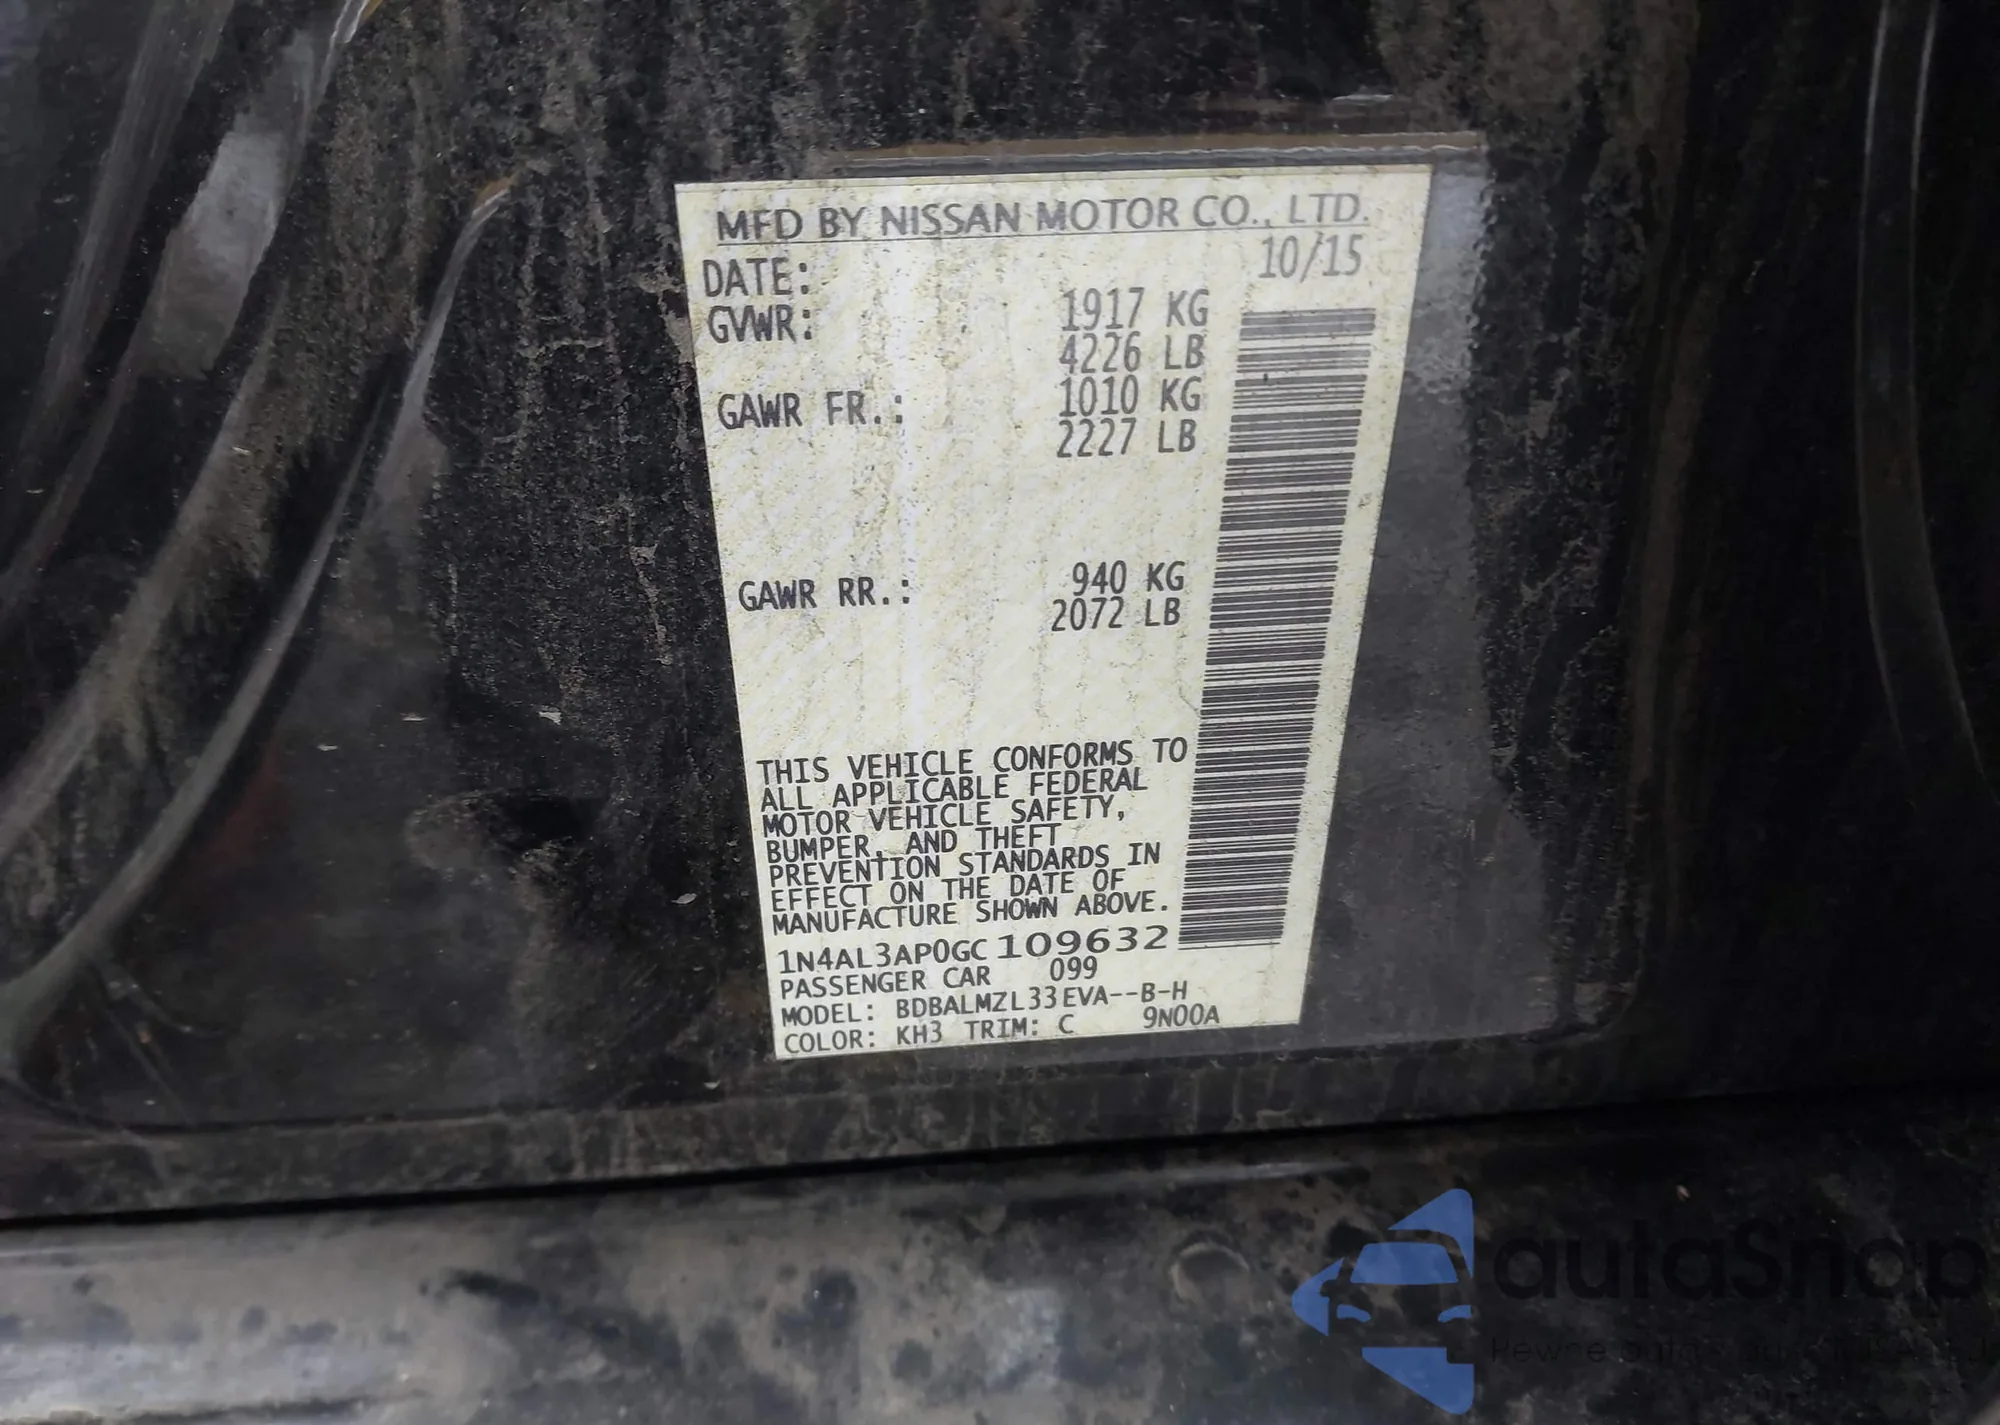 MFD BY NISSAN MOTOR CO., LTD.
DATE: 10/15
GVWR: 1917 KG
4226 LB
GAWR FR.: 1010 KG
2227 LB
GAWR RR.: 940 KG
2072 LB
THIS VEHICLE CONFORMS TO
ALL APPLICABLE FEDERAL
MOTOR VEHICLE SAFETY,
BUMPER, AND THEFT
PREVENTION STANDARDS IN
EFFECT ON THE DATE OF
MANUFACTURE SHOWN ABOVE.
1N4AL3AP0GC109632
PASSENGER CAR 099
MODEL: BDBALMZL33EVA--B-H
COLOR: KH3 TRIM: C 9N00A
autaShop